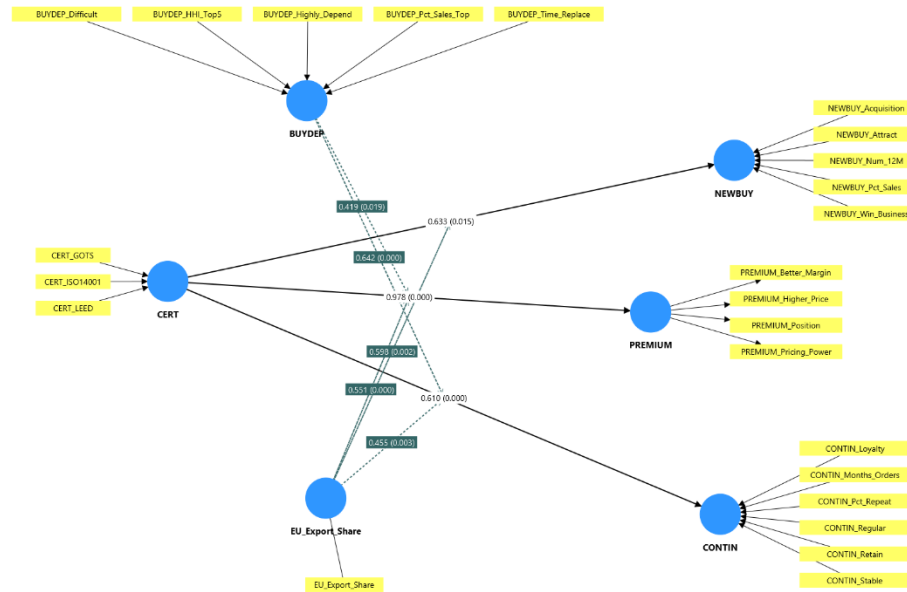 BUYDEP_Difficult
BUYDEP_HHI_Top5
BUYDEP_Highly_Depend
BUYDEP_Pct_Sales_Top
BUYDEP_Time_Replace
BUYDEP
NEWBUY_Acquisition
NEWBUY_Attract
NEWBUY_Num_12M
NEWBUY_Pct_Sales
NEWBUY_Win_Business
NEWBUY
0.419 (0.019)
0.633 (0.015)
0.642 (0.000)
CERT_GOTS
CERT_ISO14001
CERT_LEED
CERT
0.978 (0.000)
PREMIUM_Better_Margin
PREMIUM_Higher_Price
PREMIUM_Position
PREMIUM_Pricing_Power
PREMIUM
0.598 (0.002)
0.551 (0.000)
0.610 (0.000)
0.455 (0.003)
EU_Export_Share
EU_Export_Share
CONTIN_Loyalty
CONTIN_Months_Orders
CONTIN_Pct_Repeat
CONTIN_Regular
CONTIN_Retain
CONTIN_Stable
CONTIN